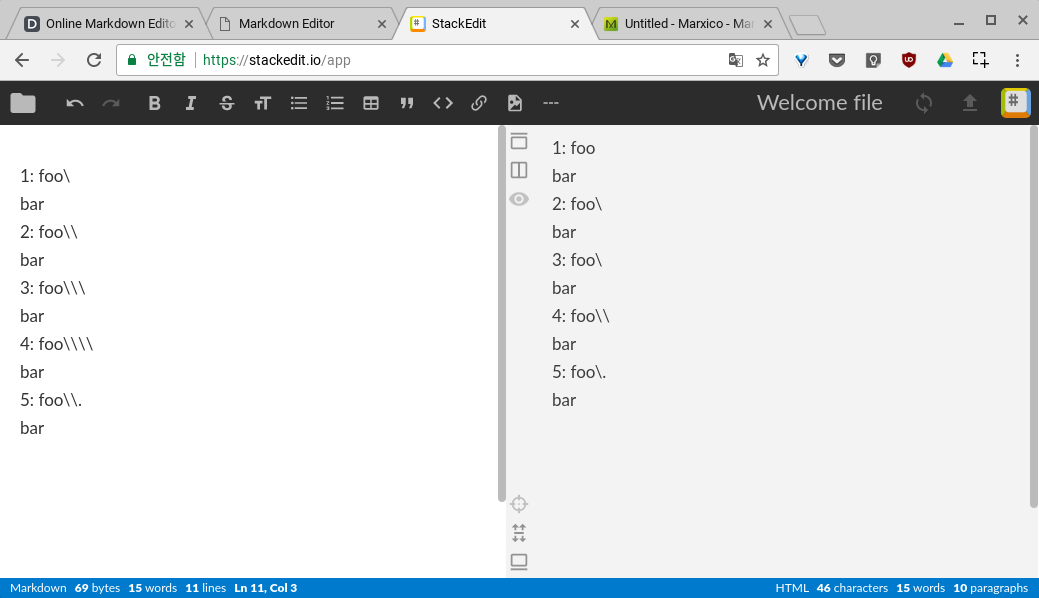 Online Markdown Edito
Markdown Editor
StackEdit
Untitled - Marxico - Mar
안전함 https://stackedit.io/app
Welcome file
1: foo\
bar
2: foo\\
bar
3: foo\\\
bar
4: foo\\\\
bar
5: foo\\.
bar
1: foo
bar
2: foo\
bar
3: foo\
bar
4: foo\\
bar
5: foo\.
bar
Markdown 69 bytes 15 words 11 lines Ln 11, Col 3
HTML 46 characters 15 words 10 paragraphs